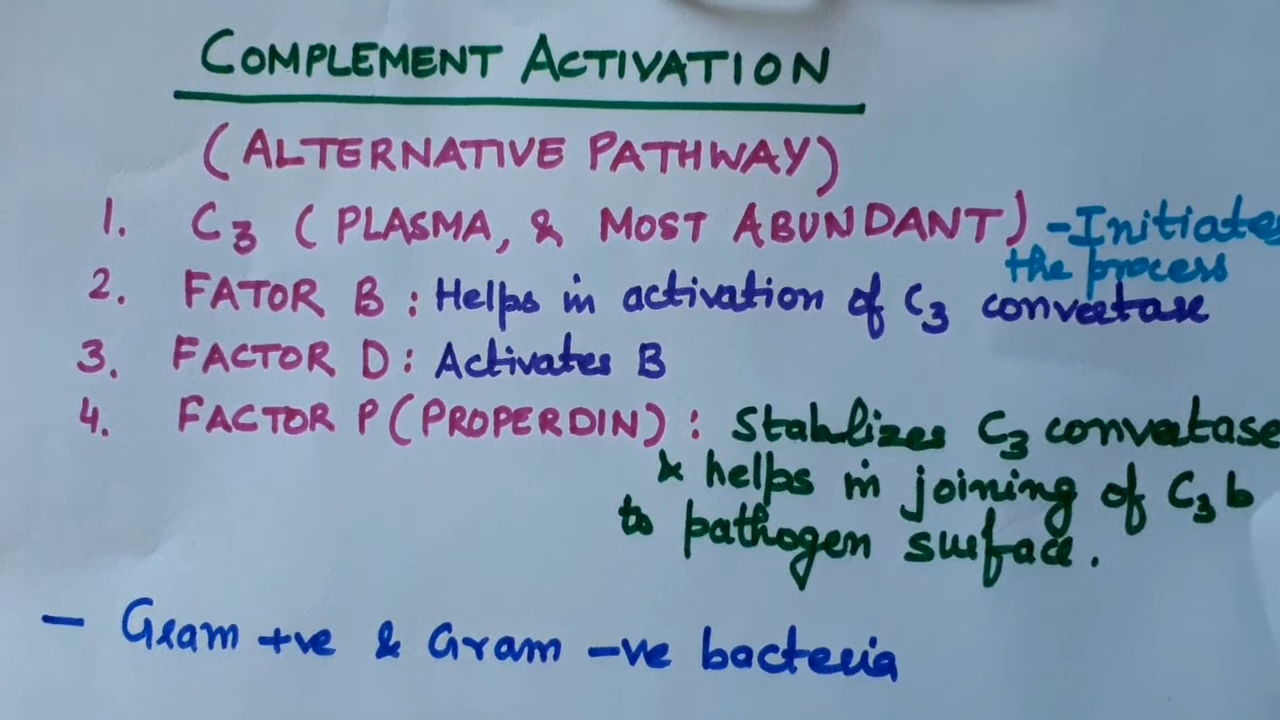 COMPLEMENT ACTIVATION
(ALTERNATIVE PATHWAY)
1. C3 (PLASMA, & MOST ABUNDANT) - Initiates
the process
2. FATOR B : Helps in activation of C3 convertase
3. FACTOR D : Activates B
4. FACTOR P (PROPERDIN) : Stabilizes C3 convertase
& helps in joining of C3b
to pathogen surface.
- Gram +ve & Gram -ve bacteria